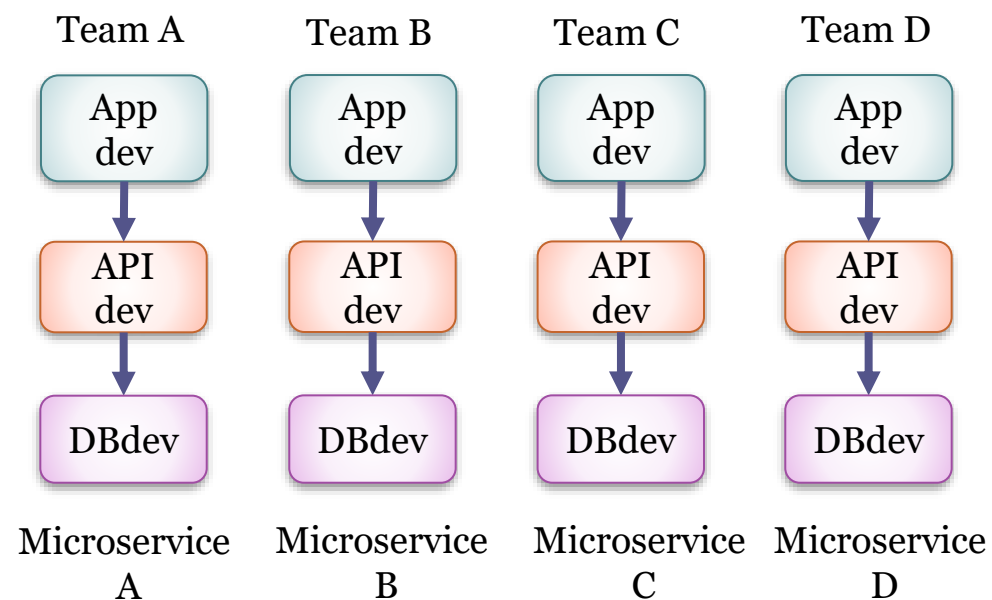 Team A
Team B
Team C
Team D
App
dev
App
dev
App
dev
App
dev
API
dev
API
dev
API
dev
API
dev
DBdev
DBdev
DBdev
DBdev
Microservice
A
Microservice
B
Microservice
C
Microservice
D